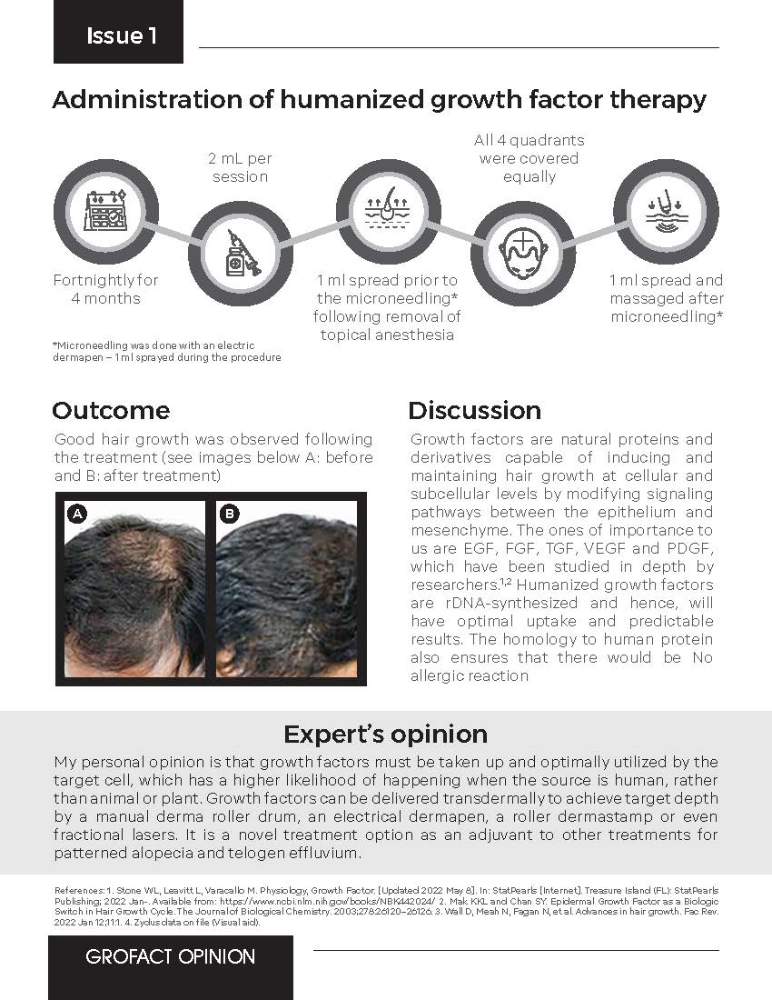 Issue 1
Administration of humanized growth factor therapy
Fortnightly for
4 months
2 mL per
session
1 ml spread prior to
the microneedling*
following removal of
topical anesthesia
All 4 quadrants
were covered
equally
1 ml spread and
massaged after
microneedling*
*Microneedling was done with an electric
dermapen – 1 ml sprayed during the procedure
Outcome
Good hair growth was observed following
the treatment (see images below A: before
and B: after treatment)
A
B
Discussion
Growth factors are natural proteins and
derivatives capable of inducing and
maintaining hair growth at cellular and
subcellular levels by modifying signaling
pathways between the epithelium and
mesenchyme. The ones of importance to
us are EGF, FGF, TGF, VEGF and PDGF,
which have been studied in depth by
researchers.1,2 Humanized growth factors
are rDNA-synthesized and hence, will
have optimal uptake and predictable
results. The homology to human protein
also ensures that there would be No
allergic reaction
Expert's opinion
My personal opinion is that growth factors must be taken up and optimally utilized by the
target cell, which has a higher likelihood of happening when the source is human, rather
than animal or plant. Growth factors can be delivered transdermally to achieve target depth
by a manual derma roller drum, an electrical dermapen, a roller dermastamp or even
fractional lasers. It is a novel treatment option as an adjuvant to other treatments for
patterned alopecia and telogen effluvium.
References: 1. Stone WL, Leavitt L, Varacallo M. Physiology, Growth Factor. [Updated 2022 May 8]. In: StatPearls [Internet]. Treasure Island (FL): StatPearls
Publishing; 2022 Jan-. Available from: https://www.ncbi.nlm.nih.gov/books/NBK442024/ 2. Mak KKL and Chan SY. Epidermal Growth Factor as a Biologic
Switch in Hair Growth Cycle. The Journal of Biological Chemistry. 2003;278:26120–26126. 3. Wall D, Meah N, Fagan N, et al. Advances in hair growth. Fac Rev.
2022 Jan 12;11:1. 4. Zydus data on file (Visual aid).
GROFACT OPINION